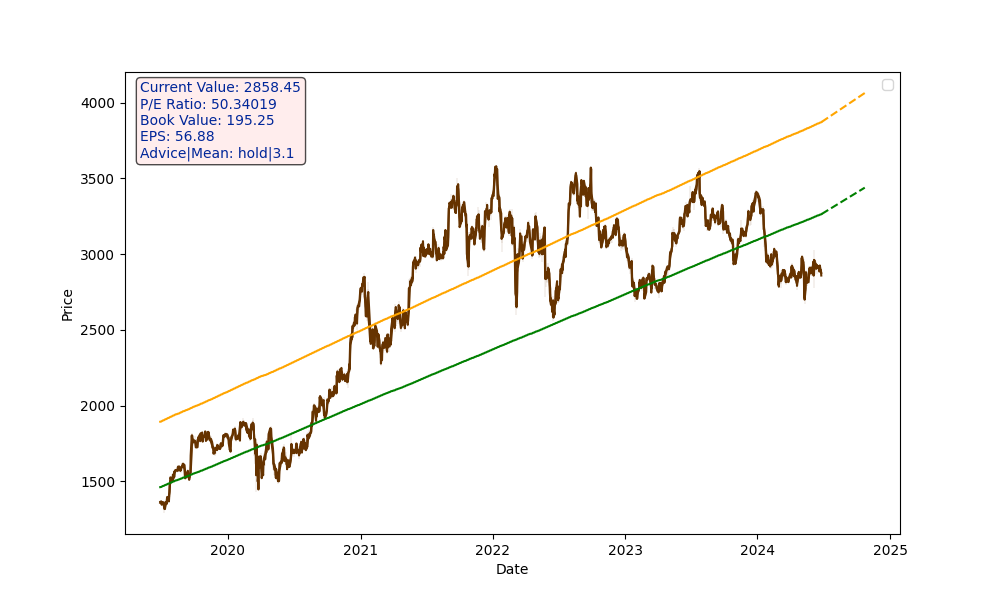 Current Value: 2858.45
P/E Ratio: 50.34019
Book Value: 195.25
EPS: 56.88
Advice|Mean: hold|3.1
4000
3500
3000
2500
2000
1500
Price
2020
2021
2022
2023
2024
2025
Date